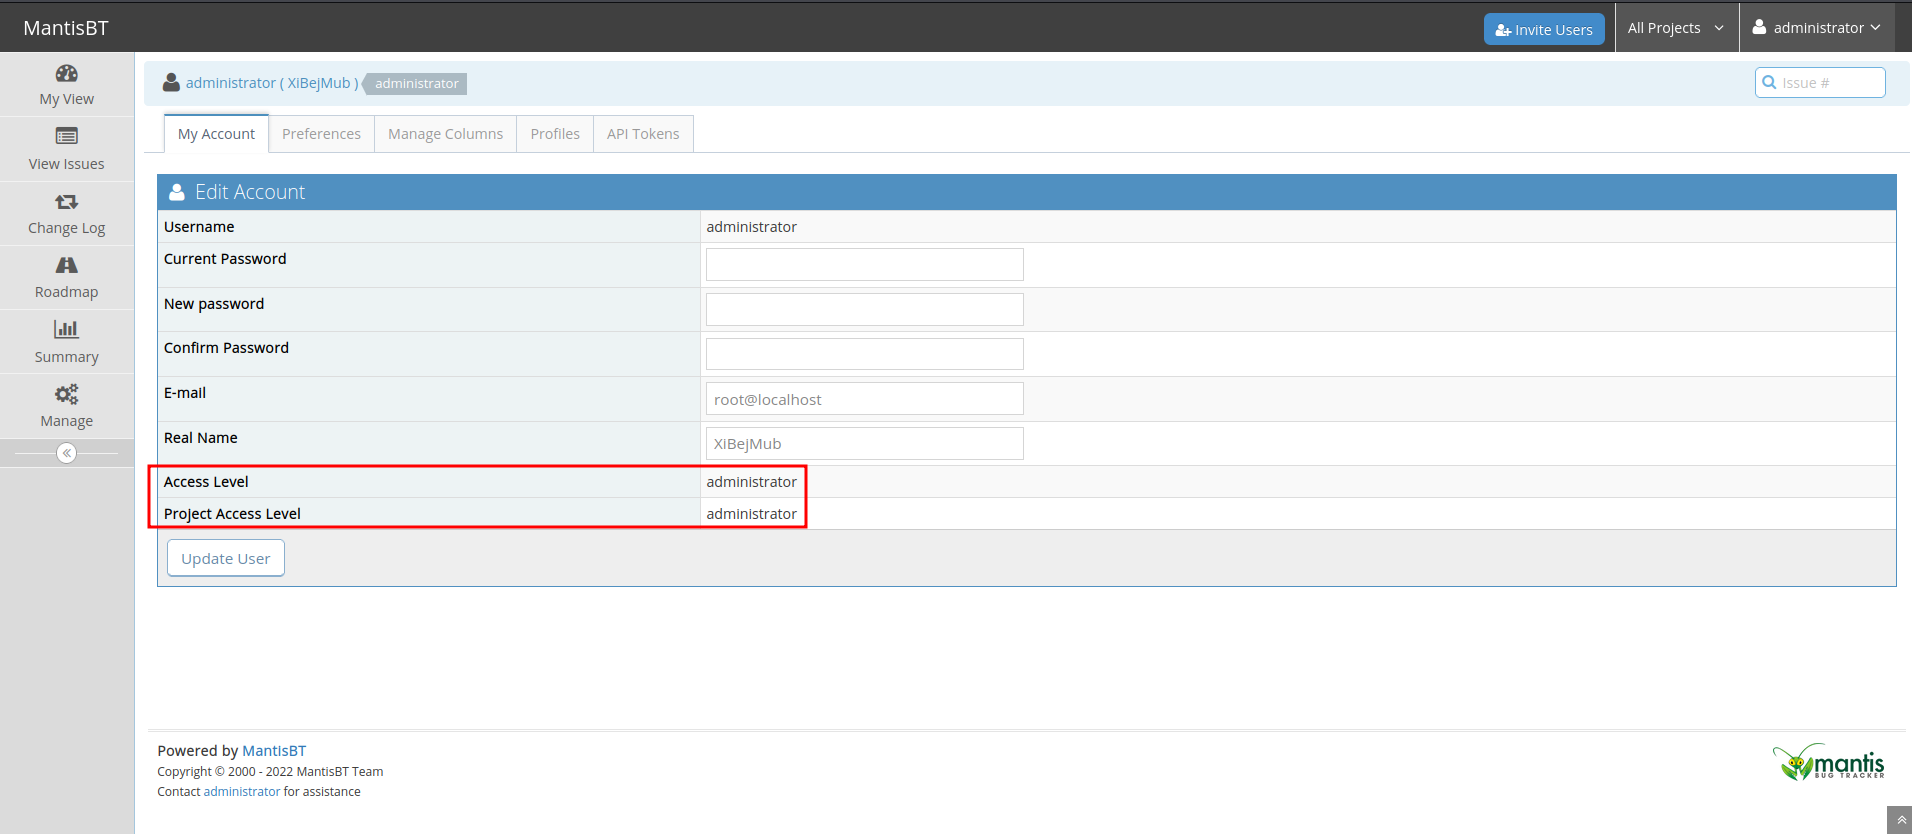 MantisBT
Invite Users
All Projects
administrator
My View
View Issues
Change Log
Roadmap
Summary
Manage
administrator ( XiBejMub ) administrator
Issue #
My Account Preferences Manage Columns Profiles API Tokens
Edit Account
Username administrator
Current Password
New password
Confirm Password
E-mail root@localhost
Real Name XiBejMub
Access Level administrator
Project Access Level administrator
Update User
Powered by MantisBT
Copyright © 2000 - 2022 MantisBT Team
Contact administrator for assistance
mantis
BUG TRACKER